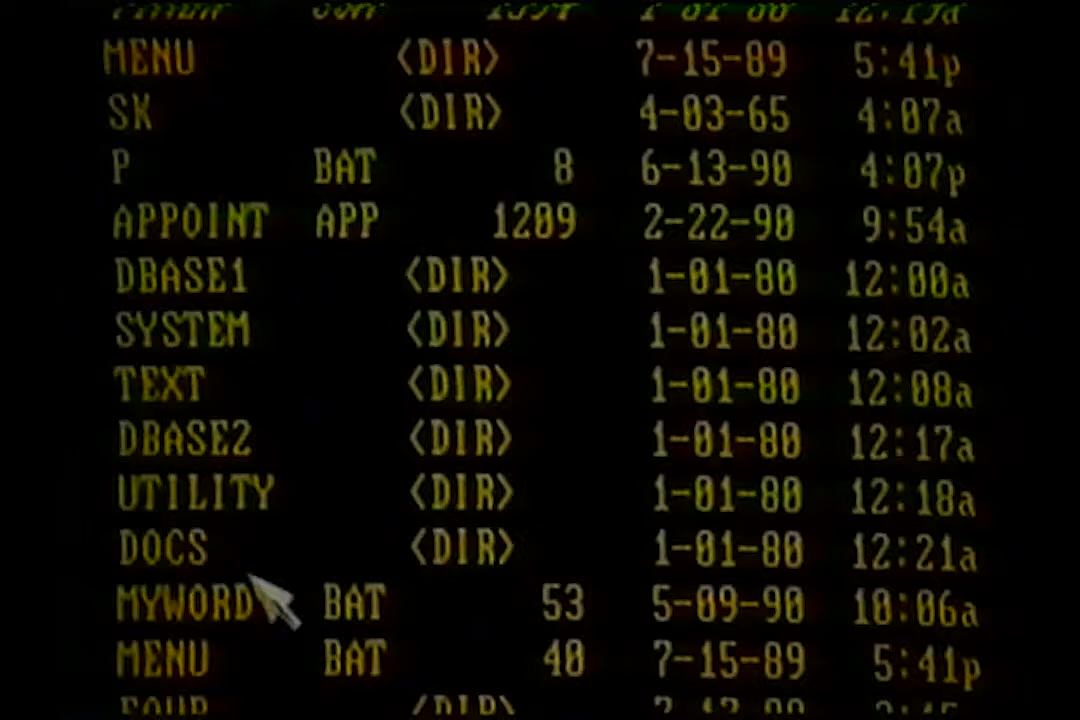 MENU <DIR> 7-15-89 5:41p
SK <DIR> 4-03-65 4:07a
P BAT 8 6-13-90 4:07p
APPOINT APP 1209 2-22-90 9:54a
DBASE1 <DIR> 1-01-80 12:00a
SYSTEM <DIR> 1-01-80 12:02a
TEXT <DIR> 1-01-80 12:08a
DBASE2 <DIR> 1-01-80 12:17a
UTILITY <DIR> 1-01-80 12:18a
DOCS <DIR> 1-01-80 12:21a
MYWORD BAT 53 5-09-90 10:06a
MENU BAT 40 7-15-89 5:41p